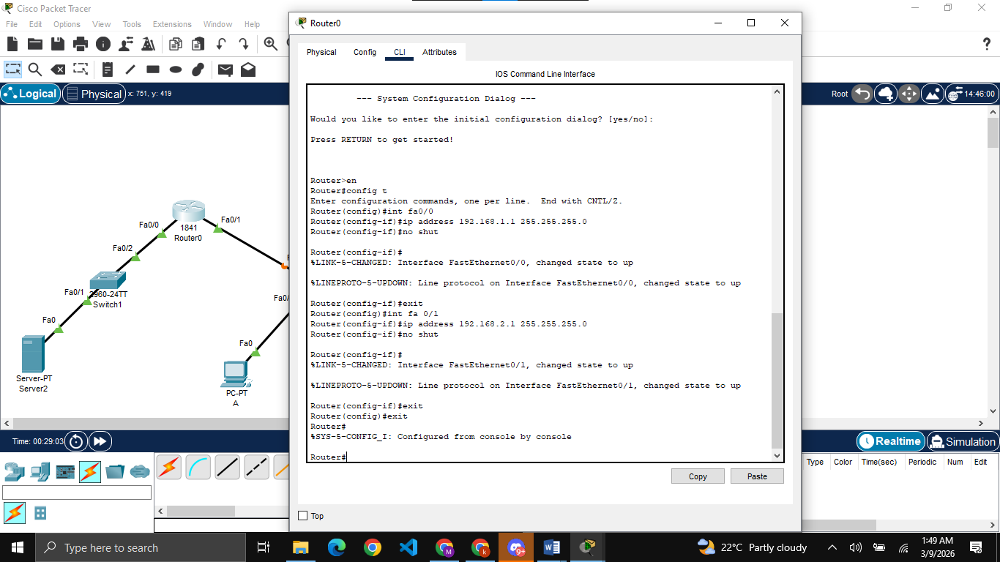 Cisco Packet Tracer
File Edit Options View Tools Extensions Window Help
Logical
Physical
x: 751, y: 419
Root
14:46:00
Fa0/0
Fa0/1
1841
Router0
Fa0/2
Fa0/1
2960-24TT
Switch1
Fa0
Server-PT
Server2
Fa0/
Fa0
PC-PT
A
Router0
Physical Config CLI Attributes
IOS Command Line Interface
--- System Configuration Dialog ---
Would you like to enter the initial configuration dialog? [yes/no]:
Press RETURN to get started!
Router>en
Router#config t
Enter configuration commands, one per line. End with CNTL/Z.
Router(config)#int fa0/0
Router(config-if)#ip address 192.168.1.1 255.255.255.0
Router(config-if)#no shut
Router(config-if)#
%LINK-5-CHANGED: Interface FastEthernet0/0, changed state to up
%LINEPROTO-5-UPDOWN: Line protocol on Interface FastEthernet0/0, changed state to up
Router(config-if)#exit
Router(config)#int fa 0/1
Router(config-if)#ip address 192.168.2.1 255.255.255.0
Router(config-if)#no shut
Router(config-if)#
%LINK-5-CHANGED: Interface FastEthernet0/1, changed state to up
%LINEPROTO-5-UPDOWN: Line protocol on Interface FastEthernet0/1, changed state to up
Router(config-if)#exit
Router(config)#exit
Router#
%SYS-5-CONFIG_I: Configured from console by console
Router#
Copy
Paste
Top
Time: 00:29:03
Realtime
Simulation
Type Color Time(sec) Periodic Num Edit
Type here to search
9+
22°C Partly cloudy
1:49 AM
3/9/2026